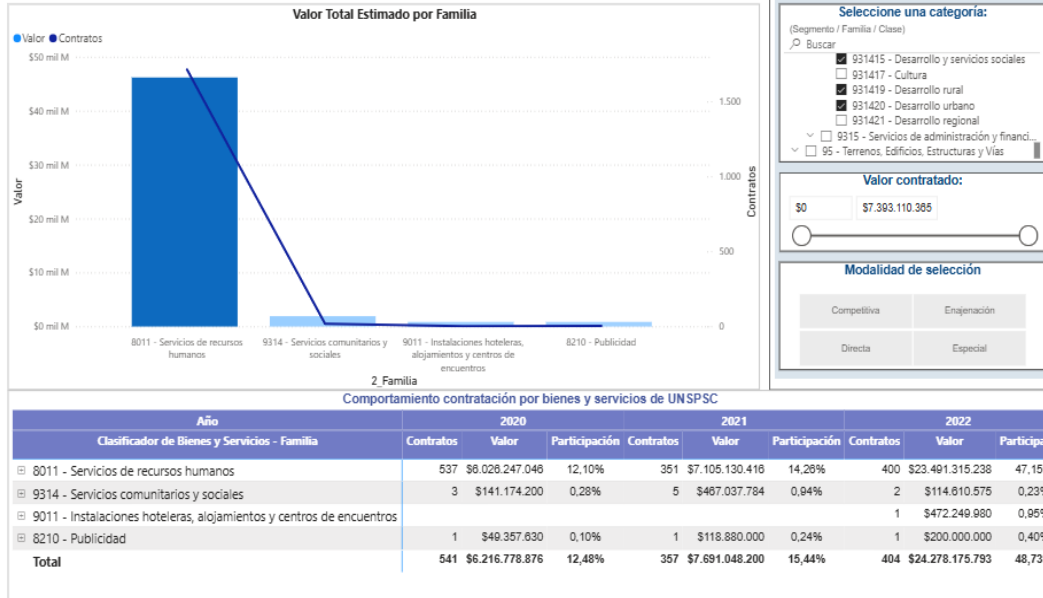 Valor Total Estimado por Familia
Valor Contratos
$50 mil M
$40 mil M
$30 mil M
$20 mil M
$10 mil M
$0 mil M
Valor
1.500
1.000
500
0
Contratos
8011 - Servicios de recursos humanos
9314 - Servicios comunitarios y sociales
9011 - Instalaciones hoteleras, alojamientos y centros de encuentros
8210 - Publicidad
2_Familia
Seleccione una categoría:
(Segmento / Familia / Clase)
Buscar
931415 - Desarrollo y servicios sociales
931417 - Cultura
931419 - Desarrollo rural
931420 - Desarrollo urbano
931421 - Desarrollo regional
9315 - Servicios de administración y financi...
95 - Terrenos, Edificios, Estructuras y Vías
Valor contratado:
$0 $7.393.110.365
Modalidad de selección
Competitiva Enajenación
Directa Especial
Comportamiento contratación por bienes y servicios de UNSPSC
Año 2020 2021 2022
Clasificador de Bienes y Servicios - Familia Contratos Valor Participación Contratos Valor Participación Contratos Valor Participa
8011 - Servicios de recursos humanos 537 $6.026.247.046 12,10% 351 $7.105.130.416 14,26% 400 $23.491.315.238 47,15%
9314 - Servicios comunitarios y sociales 3 $141.174.200 0,28% 5 $467.037.784 0,94% 2 $114.610.575 0,23%
9011 - Instalaciones hoteleras, alojamientos y centros de encuentros 1 $472.249.980 0,95%
8210 - Publicidad 1 $49.357.630 0,10% 1 $118.880.000 0,24% 1 $200.000.000 0,40%
Total 541 $6.216.778.876 12,48% 357 $7.691.048.200 15,44% 404 $24.278.175.793 48,73